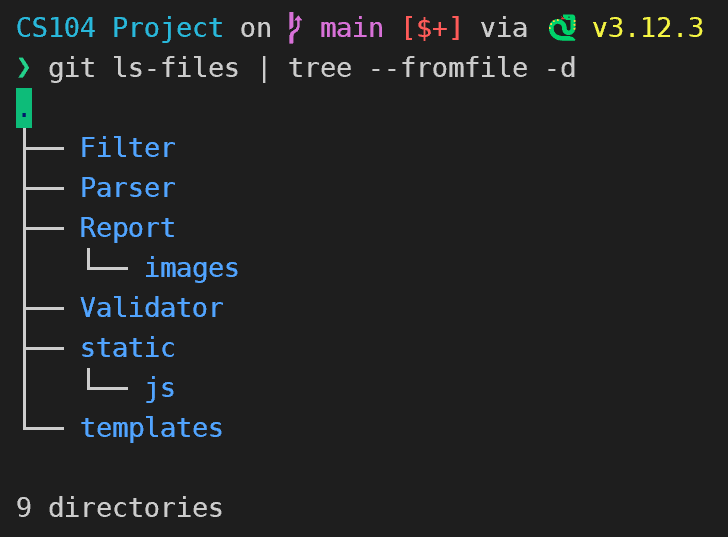 CS104 Project on main [$+] via 🐍 v3.12.3
❯ git ls-files | tree --fromfile -d
.
├── Filter
├── Parser
├── Report
│   └── images
├── Validator
├── static
│   └── js
└── templates
9 directories